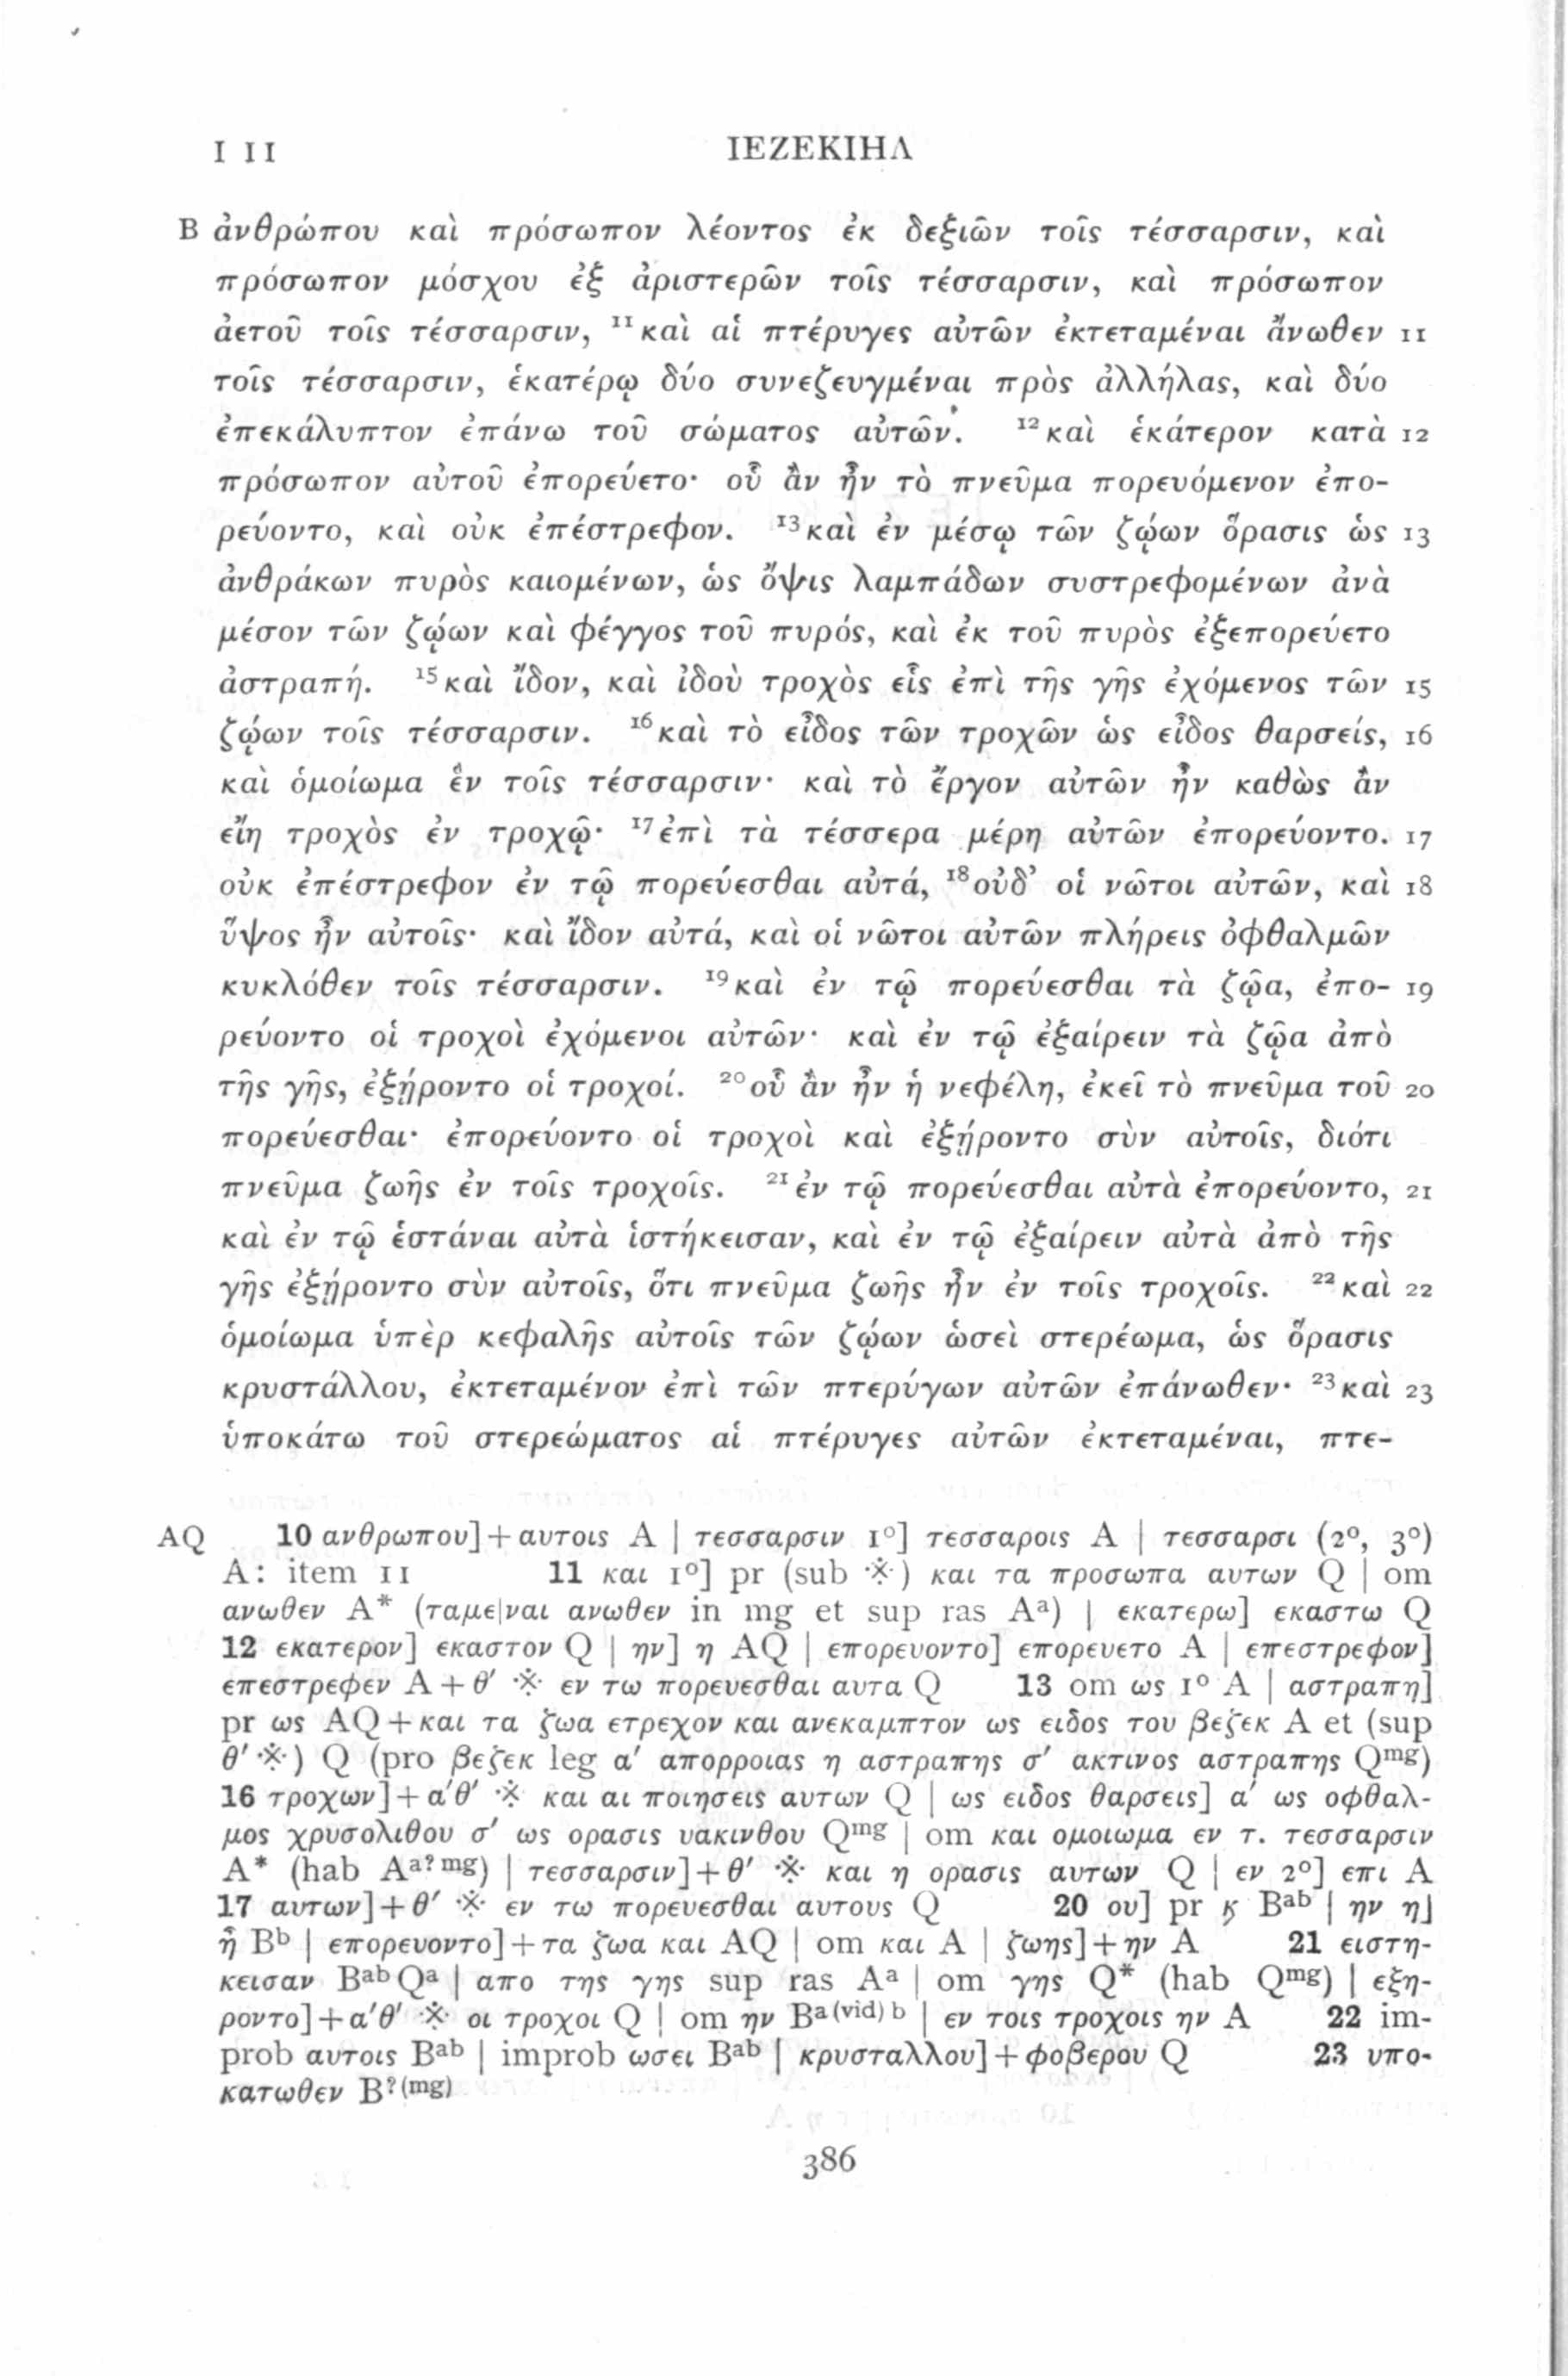 I 11
ΙΕΖΕΚΙΗΛ
B ἀνθρώπου καὶ πρόσωπον λέοντος ἐκ δεξιῶν τοῖς τέσσαρσιν, καὶ
πρόσωπον μόσχου ἐξ ἀριστερῶν τοῖς τέσσαρσιν, καὶ πρόσωπον
ἀετοῦ τοῖς τέσσαρσιν, ¹¹καὶ αἱ πτέρυγες αὐτῶν ἐκτεταμέναι ἄνωθεν 11
τοῖς τέσσαρσιν, ἑκατέρῳ δύο συνεζευγμέναι πρὸς ἀλλήλας, καὶ δύο
ἐπεκάλυπτον ἐπάνω τοῦ σώματος αὐτῶν. ¹²καὶ ἑκάτερον κατὰ 12
πρόσωπον αὐτοῦ ἐπορεύετο· οὗ ἂν ἦν τὸ πνεῦμα πορευόμενον ἐπο-
ρεύοντο, καὶ οὐκ ἐπέστρεφον. ¹³καὶ ἐν μέσῳ τῶν ζῴων ὅρασις ὡς 13
ἀνθράκων πυρὸς καιομένων, ὡς ὄψις λαμπάδων συστρεφομένων ἀνὰ
μέσον τῶν ζῴων καὶ φέγγος τοῦ πυρός, καὶ ἐκ τοῦ πυρὸς ἐξεπορεύετο
ἀστραπή. ¹⁵καὶ ἴδον, καὶ ἰδοὺ τροχὸς εἷς ἐπὶ τῆς γῆς ἐχόμενος τῶν 15
ζῴων τοῖς τέσσαρσιν. ¹⁶καὶ τὸ εἶδος τῶν τροχῶν ὡς εἶδος θαρσείς, 16
καὶ ὁμοίωμα ἓν τοῖς τέσσαρσιν· καὶ τὸ ἔργον αὐτῶν ἦν καθὼς ἂν
εἴη τροχὸς ἐν τροχῷ· ¹⁷ἐπὶ τὰ τέσσερα μέρη αὐτῶν ἐπορεύοντο. 17
οὐκ ἐπέστρεφον ἐν τῷ πορεύεσθαι αὐτά, ¹⁸οὐδ’ οἱ νῶτοι αὐτῶν, καὶ 18
ὕψος ἦν αὐτοῖς· καὶ ἴδον αὐτά, καὶ οἱ νῶτοι αὐτῶν πλήρεις ὀφθαλμῶν
κυκλόθεν τοῖς τέσσαρσιν. ¹⁹καὶ ἐν τῷ πορεύεσθαι τὰ ζῷα, ἐπο- 19
ρεύοντο οἱ τροχοὶ ἐχόμενοι αὐτῶν· καὶ ἐν τῷ ἐξαίρειν τὰ ζῷα ἀπὸ
τῆς γῆς, ἐξῄροντο οἱ τροχοί. ²⁰οὗ ἂν ἦν ἡ νεφέλη, ἐκεῖ τὸ πνεῦμα τοῦ 20
πορεύεσθαι· ἐπορεύοντο οἱ τροχοὶ καὶ ἐξῄροντο σὺν αὐτοῖς, διότι
πνεῦμα ζωῆς ἐν τοῖς τροχοῖς. ²¹ἐν τῷ πορεύεσθαι αὐτὰ ἐπορεύοντο, 21
καὶ ἐν τῷ ἑστάναι αὐτὰ ἱστήκεισαν, καὶ ἐν τῷ ἐξαίρειν αὐτὰ ἀπὸ τῆς
γῆς ἐξῄροντο σὺν αὐτοῖς, ὅτι πνεῦμα ζωῆς ἦν ἐν τοῖς τροχοῖς. ²²καὶ 22
ὁμοίωμα ὑπὲρ κεφαλῆς αὐτοῖς τῶν ζῴων ὡσεὶ στερέωμα, ὡς ὅρασις
κρυστάλλου, ἐκτεταμένον ἐπὶ τῶν πτερύγων αὐτῶν ἐπάνωθεν· ²³καὶ 23
ὑποκάτω τοῦ στερεώματος αἱ πτέρυγες αὐτῶν ἐκτεταμέναι, πτε-
AQ 10 ανθρωπου]+αυτοις A | τεσσαρσιν 1º] τεσσαροις A | τεσσαρσι (2º, 3º)
A: item 11 11 και 1º] pr (sub ※) και τα προσωπα αυτων Q | om
ανωθεν A* (ταμε|ναι ανωθεν in mg et sup ras Aᵃ) | εκατερω] εκαστω Q
12 εκατερον] εκαστον Q | ην] η AQ | επορευοντο] επορευετο A | επεστρεφον]
επεστρεφεν A + θ′ ※ εν τω πορευεσθαι αυτα Q 13 om ως 1º A | αστραπη]
pr ως AQ + και τα ζωα ετρεχον και ανεκαμπτον ως ειδος του βεζεκ A et (sup
θ′ ※) Q (pro βεζεκ leg α′ απορροιας η αστραπης σ′ ακτινος αστραπης Qᵐᵍ)
16 τροχων]+α′θ′ ※ και αι ποιησεις αυτων Q | ως ειδος θαρσεις] α′ ως οφθαλ-
μος χρυσολιθου σ′ ως ορασις υακινθου Qᵐᵍ | om και ομοιωμα εν τ. τεσσαρσιν
A* (hab Aᵃ?ᵐᵍ) | τεσσαρσιν]+θ′ ※ και η ορασις αυτων Q | εν 2º] επι A
17 αυτων]+θ′ ※ εν τω πορευεσθαι αυτους Q 20 ου] pr ϗ Bᵃᵇ | ην η]
ῃ Bᵇ | επορευοντο]+τα ζωα και AQ | om και A | ζωης]+ην A 21 ειστη-
κεισαν BᵃᵇQᵃ | απο της γης sup ras Aᵃ | om γης Q* (hab Qᵐᵍ) | εξη-
ροντο]+α′θ′ ※ οι τροχοι Q | om ην Bᵃ⁽ᵛⁱᵈ⁾ᵇ | εν τοις τροχοις ην A 22 im-
prob αυτοις Bᵃᵇ | improb ωσει Bᵃᵇ | κρυσταλλου]+φοβερου Q 23 υπο-
κατωθεν B?⁽ᵐᵍ⁾
386